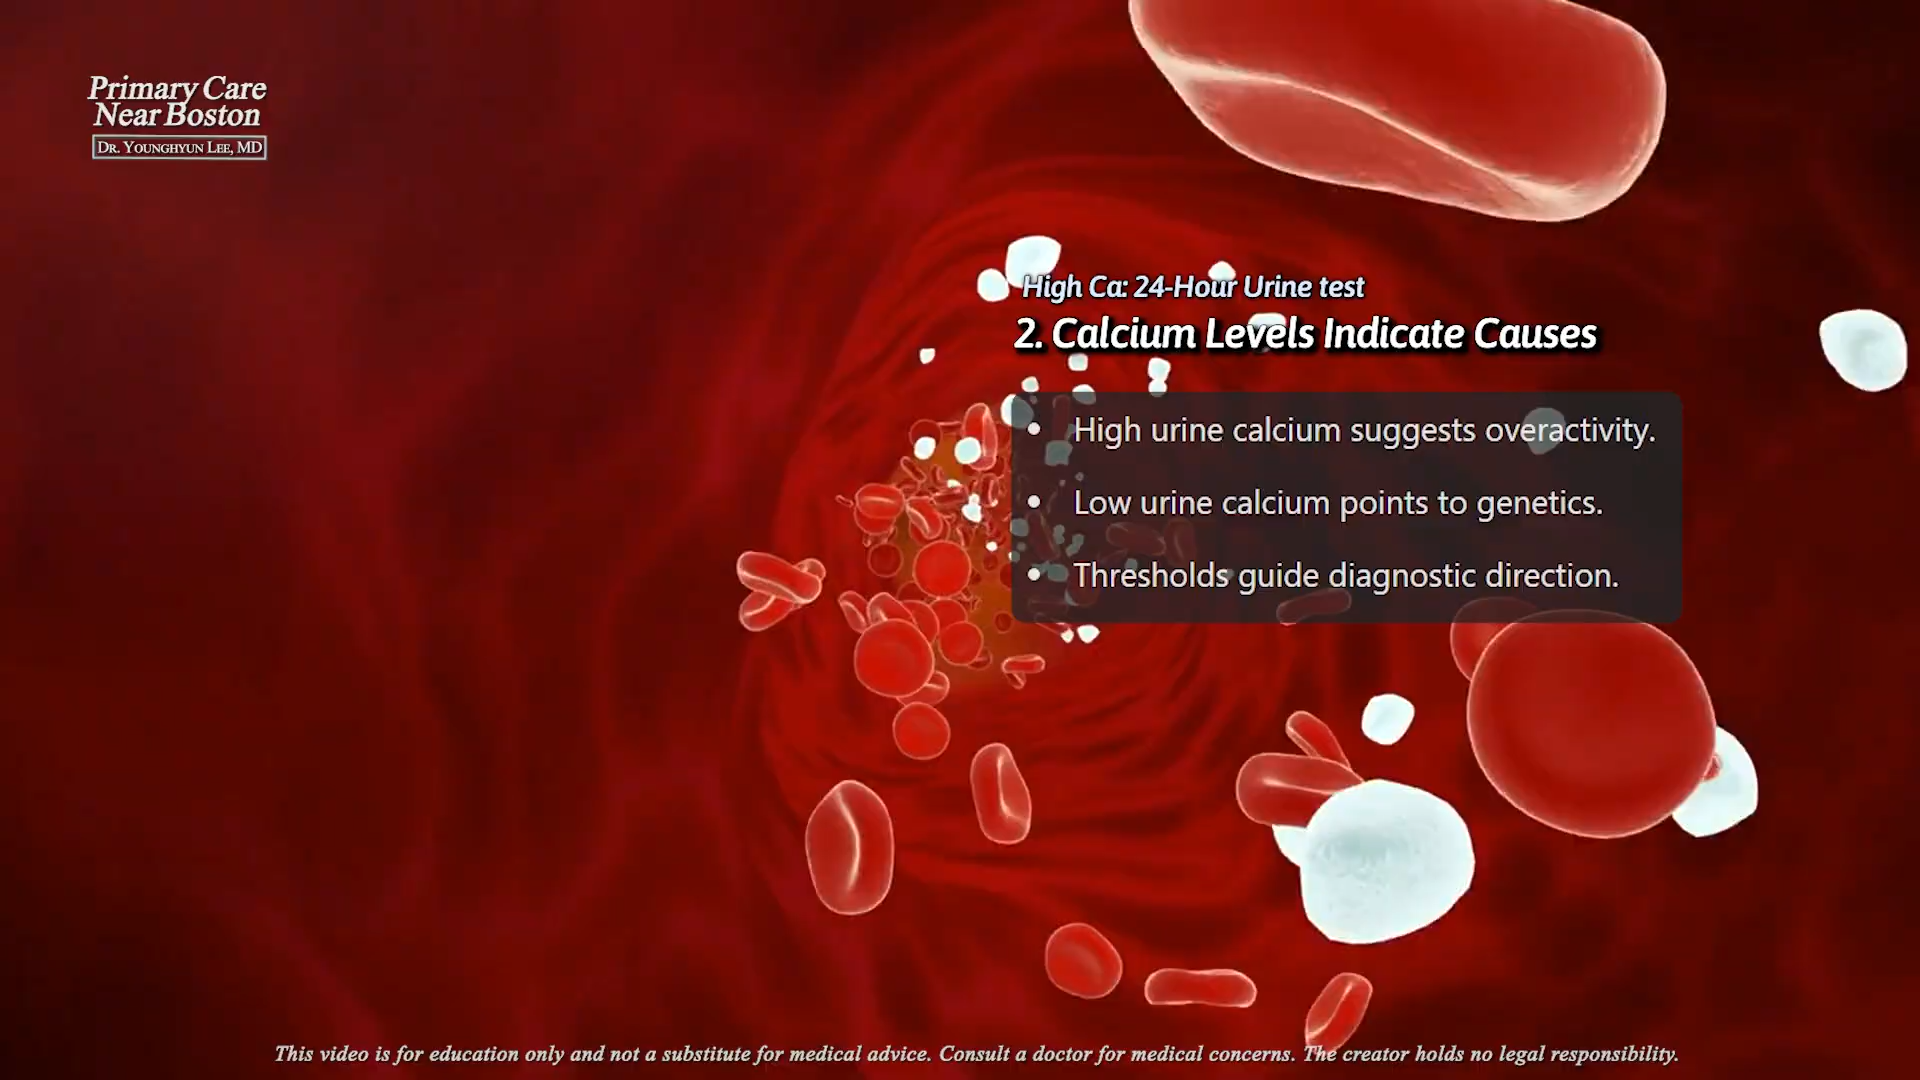 Primary Care
Near Boston
Dr. Younghyun Lee, MD
High Ca: 24-Hour Urine test
2. Calcium Levels Indicate Causes
• High urine calcium suggests overactivity.
• Low urine calcium points to genetics.
• Thresholds guide diagnostic direction.
This video is for education only and not a substitute for medical advice. Consult a doctor for medical concerns. The creator holds no legal responsibility.